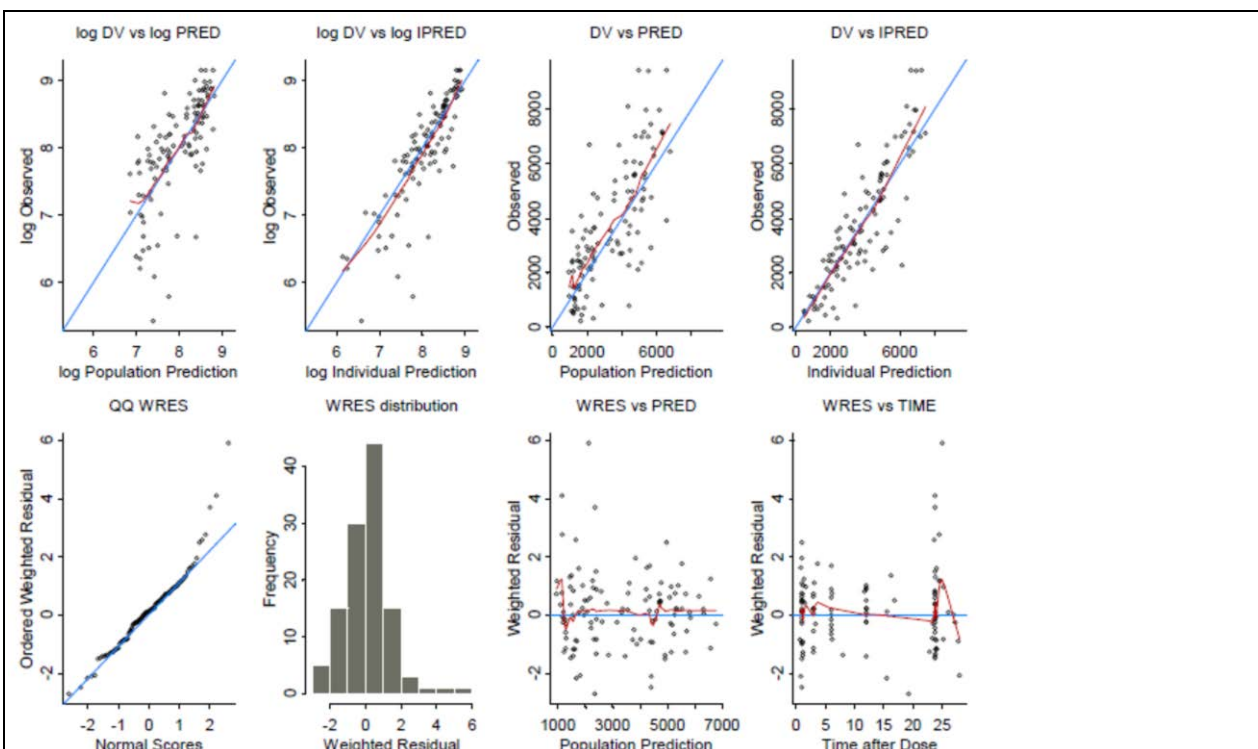 log DV vs log PRED
log DV vs log IPRED
DV vs PRED
DV vs IPRED
log Observed
9
8
7
6
6 7 8 9
log Population Prediction
log Observed
9
8
7
6
6 7 8 9
log Individual Prediction
Observed
8000
6000
4000
2000
0
0 2000 6000
Population Prediction
Observed
8000
6000
4000
2000
0
0 2000 6000
Individual Prediction
QQ WRES
WRES distribution
WRES vs PRED
WRES vs TIME
Ordered Weighted Residual
6
4
2
0
-2
-2 -1 0 1 2
Normal Scores
Frequency
40
30
20
10
0
-2 0 2 4 6
Weighted Residual
Weighted Residual
6
4
2
0
-2
1000 3000 5000 7000
Population Prediction
Weighted Residual
6
4
2
0
-2
0 5 10 15 20 25
Time after Dose